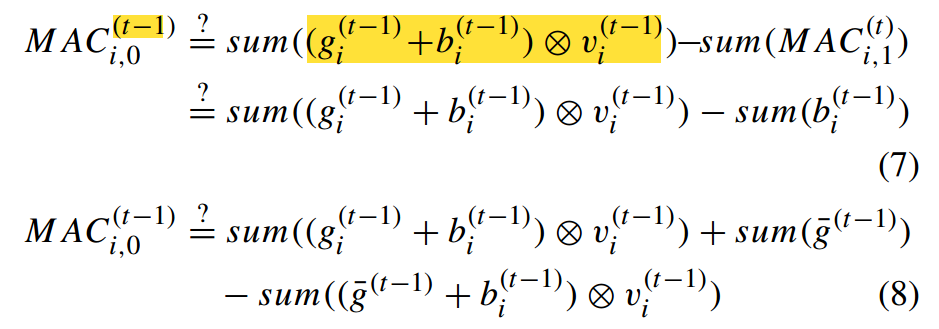 MAC_{i,0}^{(t−1)} ≟ sum((g_i^{(t−1)}+b_i^{(t−1)}) ⊗ v_i^{(t−1)})−sum(MAC_{i,1}^{(t)})
≟ sum((g_i^{(t−1)} + b_i^{(t−1)}) ⊗ v_i^{(t−1)}) − sum(b_i^{(t−1)})
(7)
MAC_{i,0}^{(t−1)} ≟ sum((g_i^{(t−1)} + b_i^{(t−1)}) ⊗ v_i^{(t−1)}) + sum(ḡ^{(t−1)})
− sum((ḡ^{(t−1)} + b_i^{(t−1)}) ⊗ v_i^{(t−1)}) (8)